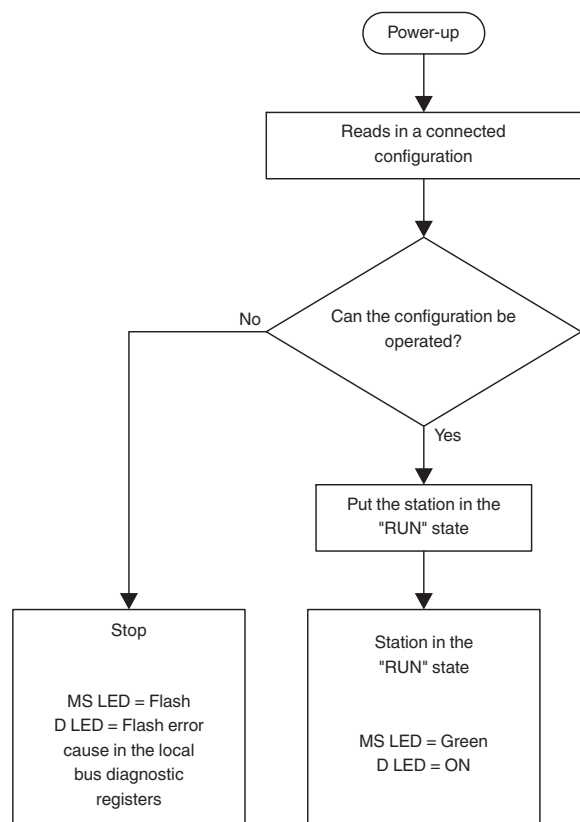 Power-up
Reads in a connected
configuration
Can the configuration be
operated?
No
Yes
Put the station in the
"RUN" state
Stop
MS LED = Flash
D LED = Flash error
cause in the local
bus diagnostic
registers
Station in the
"RUN" state
MS LED = Green
D LED = ON